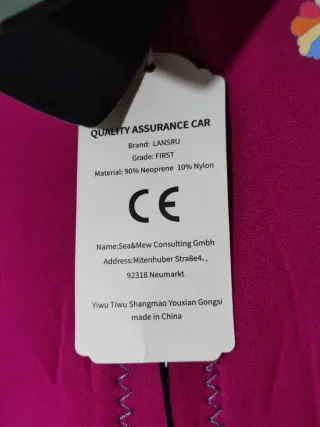 QUALITY ASSURANCE CAR
Brand: LANSRU
Grade: FIRST
Material: 90% Neoprene 10% Nylon
CE
Name:Sea&Mew Consulting Gmbh
Address:Mitenhuber Stra8e4、,
92318 Neumarkt
Yiwu Tiwu Shangmao Youxian Gongsi
made in China